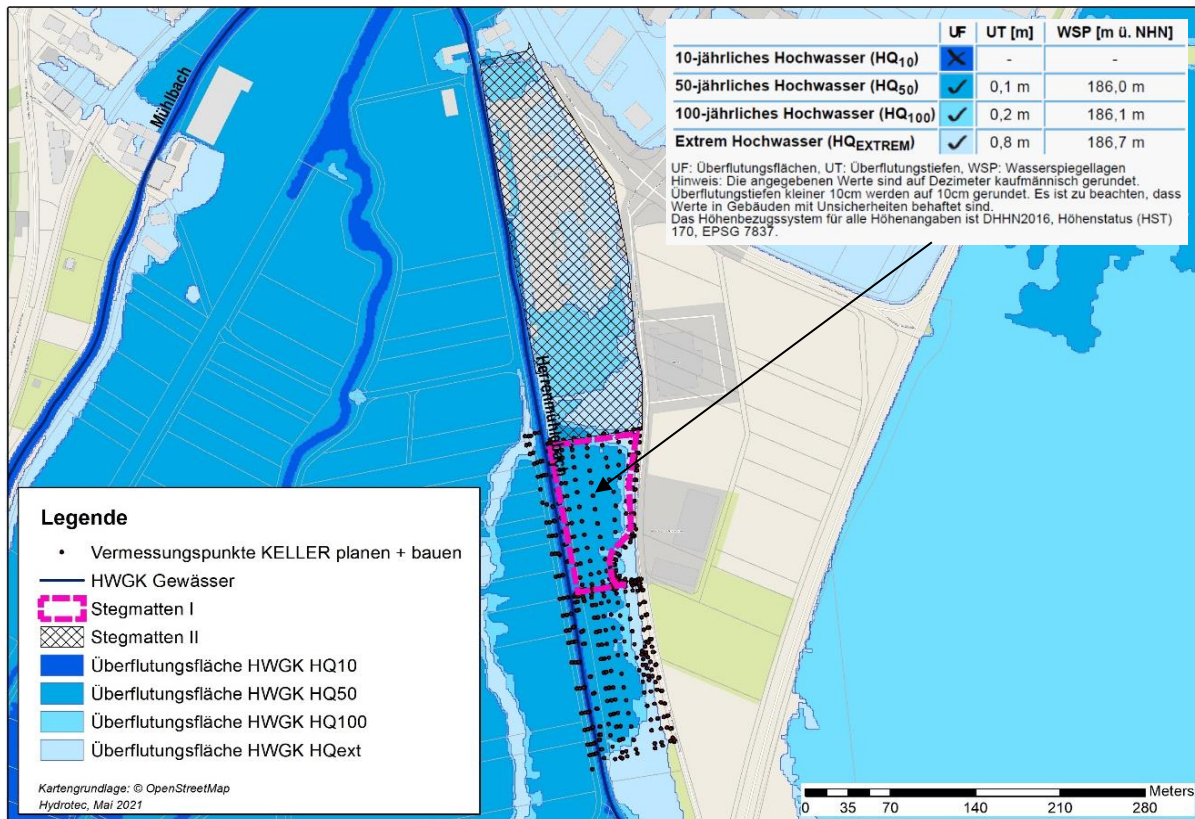 UF UT [m] WSP [m ü. NHN]
10-jährliches Hochwasser (HQ10) - -
50-jährliches Hochwasser (HQ50) 0,1 m 186,0 m
100-jährliches Hochwasser (HQ100) 0,2 m 186,1 m
Extrem Hochwasser (HQEXTREM) 0,8 m 186,7 m
UF: Überflutungsflächen, UT: Überflutungstiefen, WSP: Wasserspiegellagen
Hinweis: Die angegebenen Werte sind auf Dezimeter kaufmännisch gerundet.
Überflutungstiefen kleiner 10cm werden auf 10cm gerundet. Es ist zu beachten, dass
Werte in Gebäuden mit Unsicherheiten behaftet sind.
Das Höhenbezugssystem für alle Höhenangaben ist DHHN2016, Höhenstatus (HST)
170, EPSG 7837.
Mühlbach
Herrenmühlebach
Legende
Vermessungspunkte KELLER planen + bauen
HWGK Gewässer
Stegmatten I
Stegmatten II
Überflutungsfläche HWGK HQ10
Überflutungsfläche HWGK HQ50
Überflutungsfläche HWGK HQ100
Überflutungsfläche HWGK HQext
Kartengrundlage: © OpenStreetMap
Hydrotec, Mai 2021
Meters
0 35 70 140 210 280